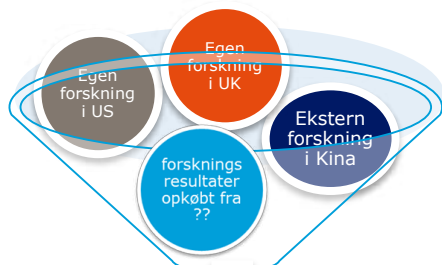 Egen
forskning
i US
Egen
forskning
i UK
Ekstern
forskning
i Kina
forsknings
resultater
opkøbt fra
??